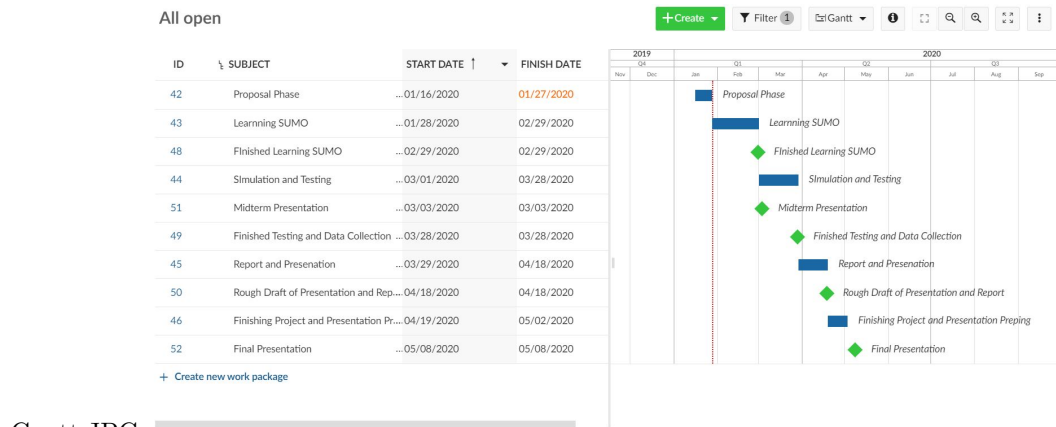 All open
+Create Filter 1 Gantt
2019 2020
Q4 Q1 Q2 Q3
ID SUBJECT START DATE FINISH DATE Nov Dec Jan Feb Mar Apr May Jun Jul Aug Sep
42 Proposal Phase ...01/16/2020 01/27/2020 Proposal Phase
43 Learnning SUMO ...01/28/2020 02/29/2020 Learnning SUMO
48 FInished Learning SUMO ...02/29/2020 02/29/2020 FInished Learning SUMO
44 SImulation and Testing ...03/01/2020 03/28/2020 SImulation and Testing
51 Midterm Presentation ...03/03/2020 03/03/2020 Midterm Presentation
49 Finished Testing and Data Collection ...03/28/2020 03/28/2020 Finished Testing and Data Collection
45 Report and Presenation ...03/29/2020 04/18/2020 Report and Presenation
50 Rough Draft of Presentation and Rep... 04/18/2020 04/18/2020 Rough Draft of Presentation and Report
46 Finishing Project and Presentation Pr... 04/19/2020 05/02/2020 Finishing Project and Presentation Preping
52 Final Presentation ...05/08/2020 05/08/2020 Final Presentation
+ Create new work package